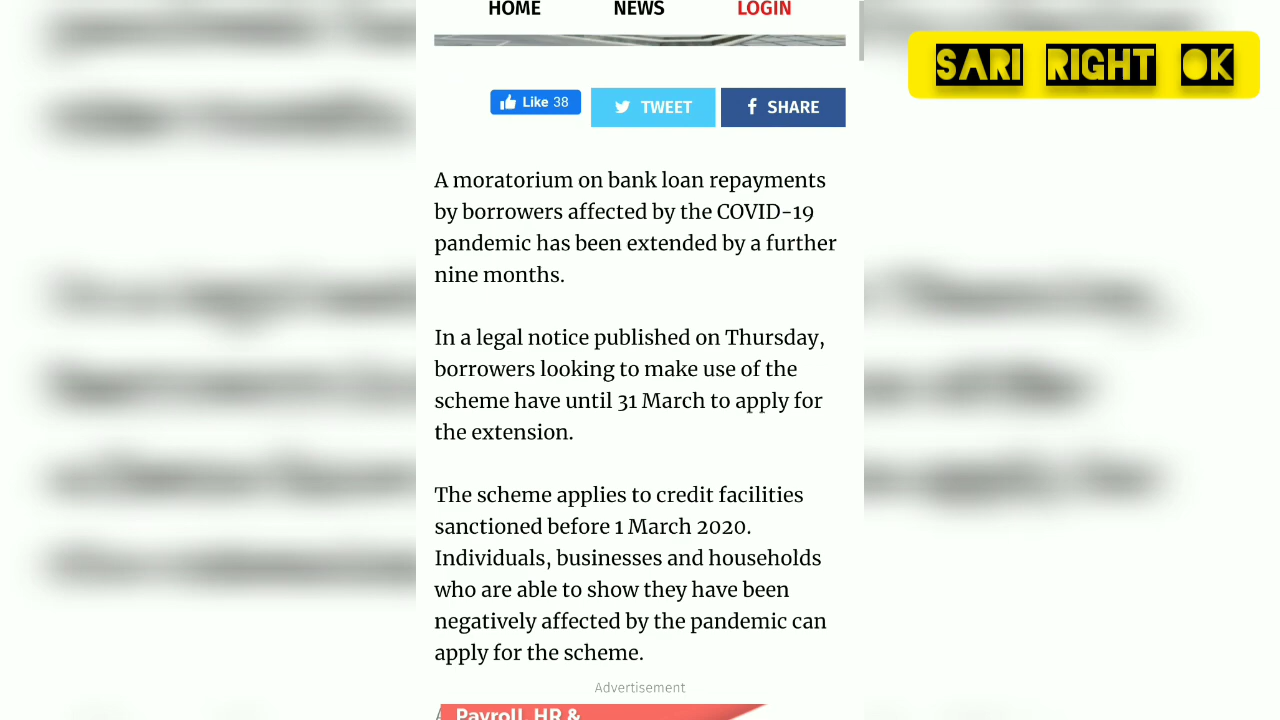 HOME NEWS LOGIN
SARI RIGHT OK
Like 38 TWEET SHARE
A moratorium on bank loan repayments
by borrowers affected by the COVID-19
pandemic has been extended by a further
nine months.
In a legal notice published on Thursday,
borrowers looking to make use of the
scheme have until 31 March to apply for
the extension.
The scheme applies to credit facilities
sanctioned before 1 March 2020.
Individuals, businesses and households
who are able to show they have been
negatively affected by the pandemic can
apply for the scheme.
Advertisement
Payroll, HR &